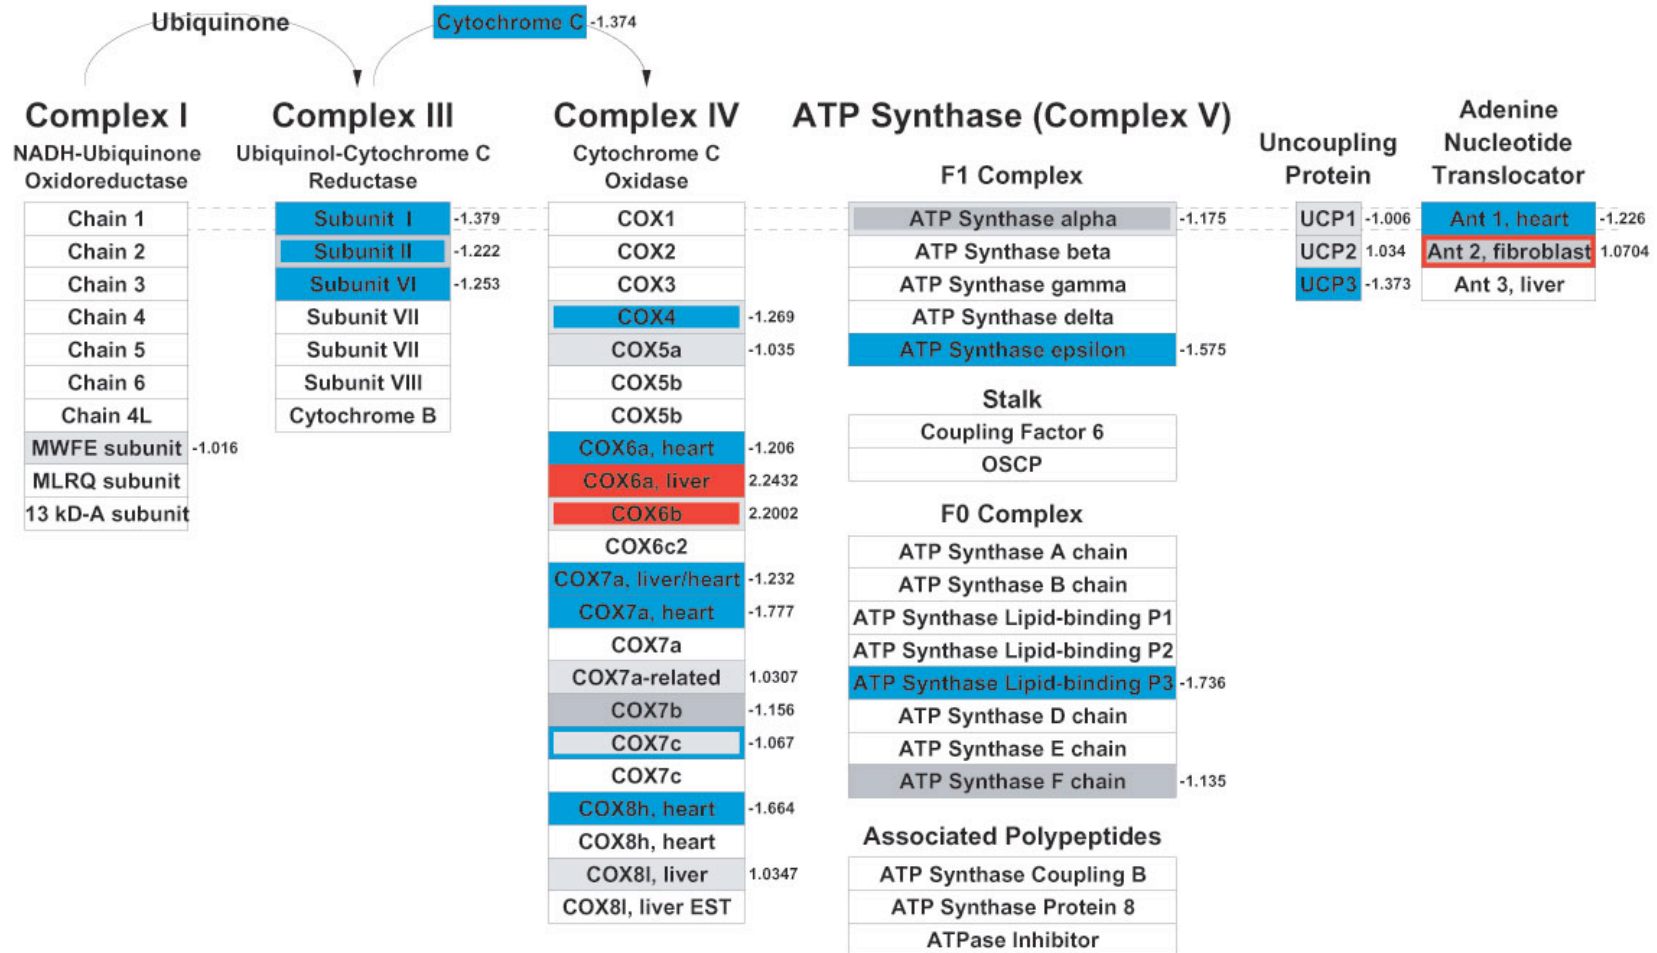 Ubiquinone
Cytochrome C -1.374
Complex I
NADH-Ubiquinone
Oxidoreductase
Chain 1
Chain 2
Chain 3
Chain 4
Chain 5
Chain 6
Chain 4L
MWFE subunit -1.016
MLRQ subunit
13 kD-A subunit
Complex III
Ubiquinol-Cytochrome C
Reductase
Subunit I -1.379
Subunit II -1.222
Subunit VI -1.253
Subunit VII
Subunit VII
Subunit VIII
Cytochrome B
Complex IV
Cytochrome C
Oxidase
COX1
COX2
COX3
COX4 -1.269
COX5a -1.035
COX5b
COX5b
COX6a, heart -1.206
COX6a, liver 2.2432
COX6b 2.2002
COX6c2
COX7a, liver/heart -1.232
COX7a, heart -1.777
COX7a
COX7a-related 1.0307
COX7b -1.156
COX7c -1.067
COX7c
COX8h, heart -1.664
COX8h, heart
COX8l, liver 1.0347
COX8l, liver EST
ATP Synthase (Complex V)
F1 Complex
ATP Synthase alpha -1.175
ATP Synthase beta
ATP Synthase gamma
ATP Synthase delta
ATP Synthase epsilon -1.575
Stalk
Coupling Factor 6
OSCP
F0 Complex
ATP Synthase A chain
ATP Synthase B chain
ATP Synthase Lipid-binding P1
ATP Synthase Lipid-binding P2
ATP Synthase Lipid-binding P3 -1.736
ATP Synthase D chain
ATP Synthase E chain
ATP Synthase F chain -1.135
Associated Polypeptides
ATP Synthase Coupling B
ATP Synthase Protein 8
ATPase Inhibitor
Uncoupling
Protein
UCP1 -1.006
UCP2 1.034
UCP3 -1.373
Adenine
Nucleotide
Translocator
Ant 1, heart -1.226
Ant 2, fibroblast 1.0704
Ant 3, liver